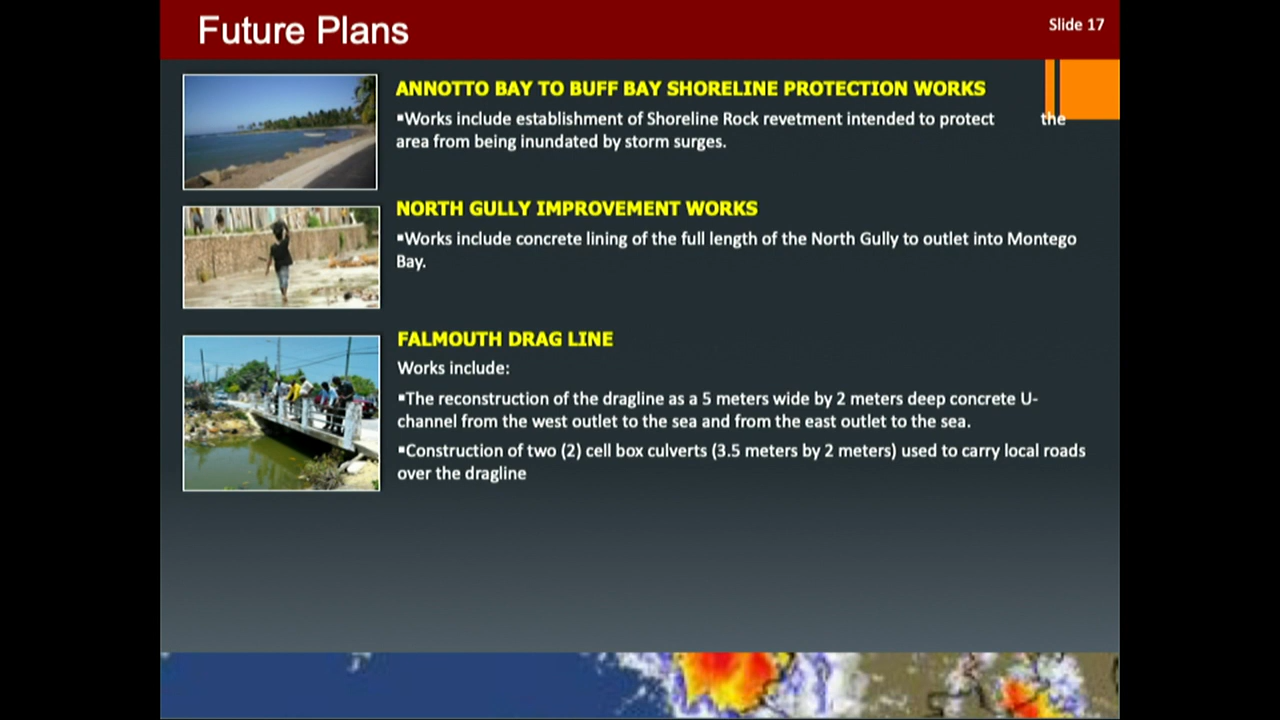 Future Plans
Slide 17
ANNOTTO BAY TO BUFF BAY SHORELINE PROTECTION WORKS
▪Works include establishment of Shoreline Rock revetment intended to protect the
area from being inundated by storm surges.
NORTH GULLY IMPROVEMENT WORKS
▪Works include concrete lining of the full length of the North Gully to outlet into Montego
Bay.
FALMOUTH DRAG LINE
Works include:
▪The reconstruction of the dragline as a 5 meters wide by 2 meters deep concrete U-
channel from the west outlet to the sea and from the east outlet to the sea.
▪Construction of two (2) cell box culverts (3.5 meters by 2 meters) used to carry local roads
over the dragline